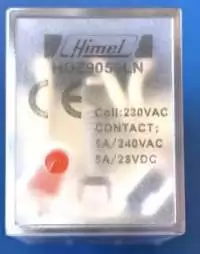 Himel
CE
Coil:230VAC
CONTACT;
5A/240VAC
5A/28VDC